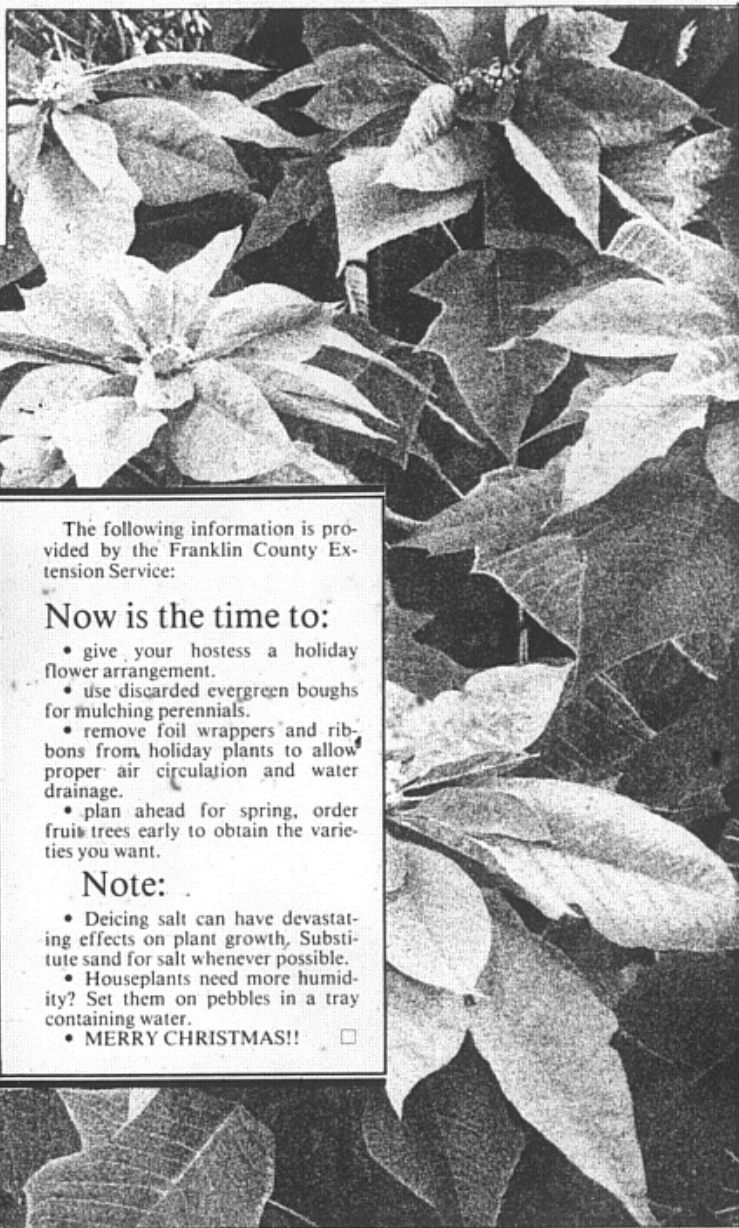 The following information is pro-
vided by the Franklin County Ex-
tension Service:
Now is the time to:
• give your hostess a holiday
flower arrangement.
• use discarded evergreen boughs
for mulching perennials.
• remove foil wrappers and rib-
bons from holiday plants to allow
proper air circulation and water
drainage.
• plan ahead for spring, order
fruit trees early to obtain the varie-
ties you want.
Note:
• Deicing salt can have devastat-
ing effects on plant growth. Substi-
tute sand for salt whenever possible.
• Houseplants need more humid-
ity? Set them on pebbles in a tray
containing water.
• MERRY CHRISTMAS!! □